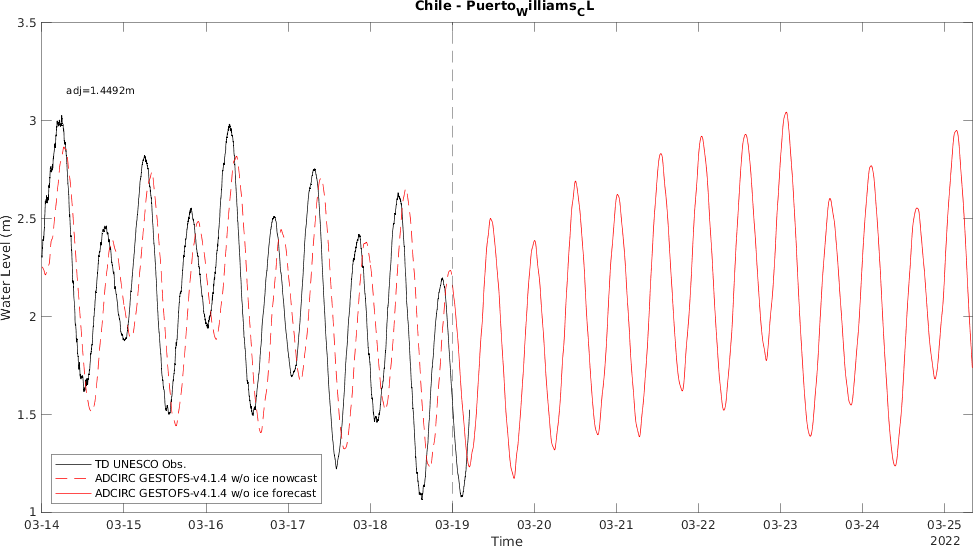 Chile - PuertoWilliamsCL
3.5
adj=1.4492m
3
2.5
Water Level (m)
2
1.5
TD UNESCO Obs.
ADCIRC GESTOFS-v4.1.4 w/o ice nowcast
ADCIRC GESTOFS-v4.1.4 w/o ice forecast
1
03-14 03-15 03-16 03-17 03-18 03-19 03-20 03-21 03-22 03-23 03-24 03-25
Time
2022